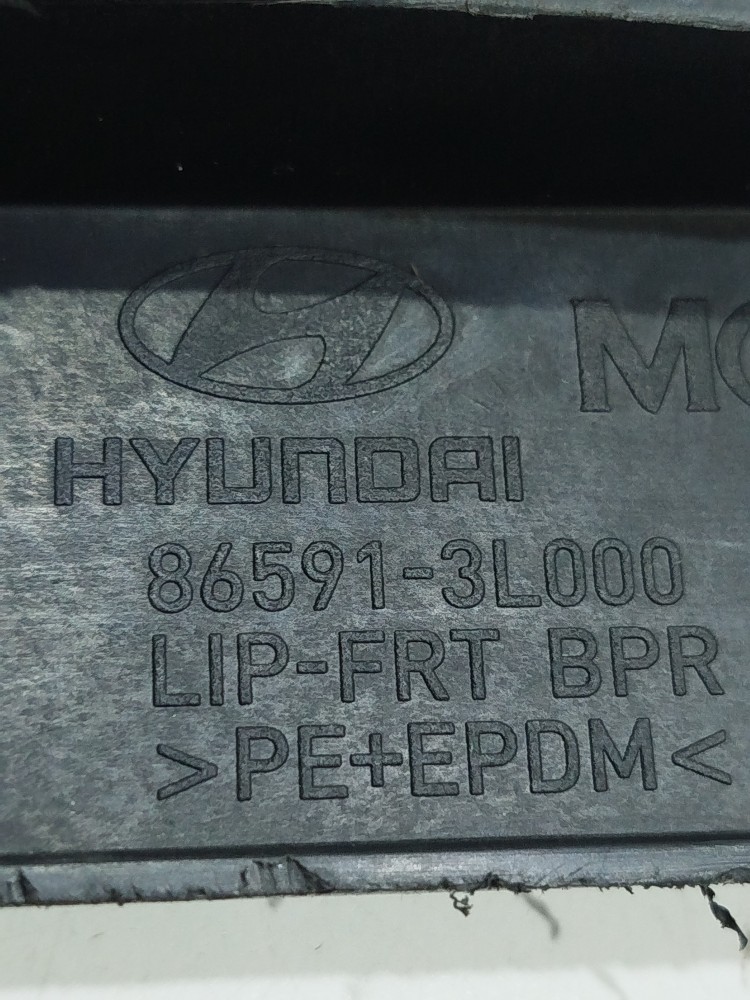 HYUNDAI
86591-3L000
LIP-FRT BPR
>PE+EPDM<